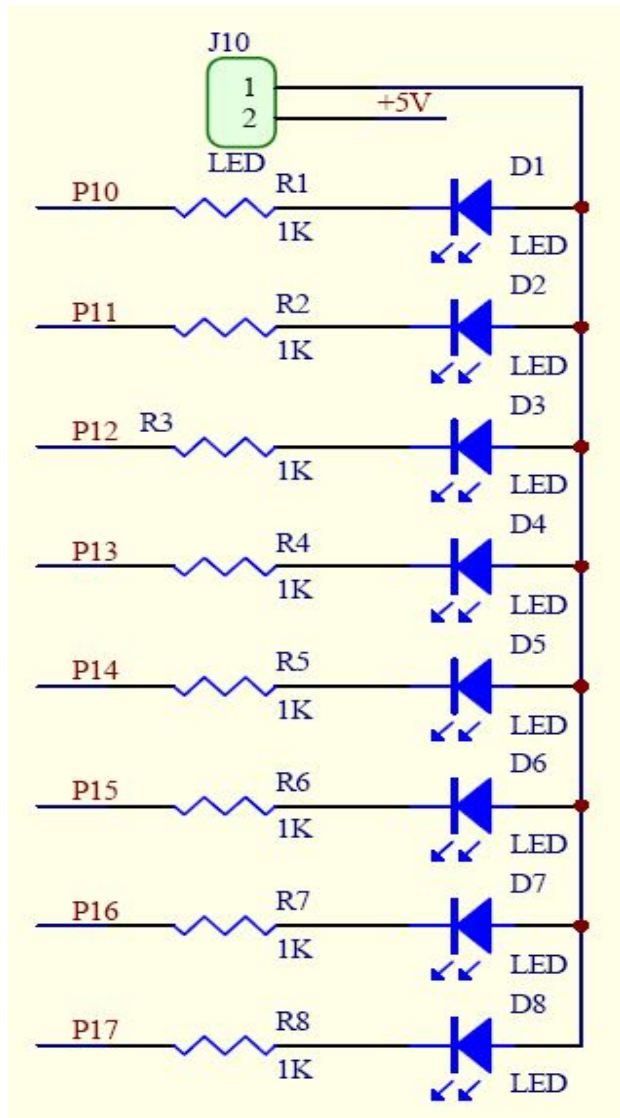 J10
1
+5V
2
LED
D1
P10
R1
1K
LED
D2
P11
R2
1K
LED
D3
P12
R3
1K
LED
D4
P13
R4
1K
LED
D5
P14
R5
1K
LED
D6
P15
R6
1K
LED
D7
P16
R7
1K
LED
D8
P17
R8
1K
LED